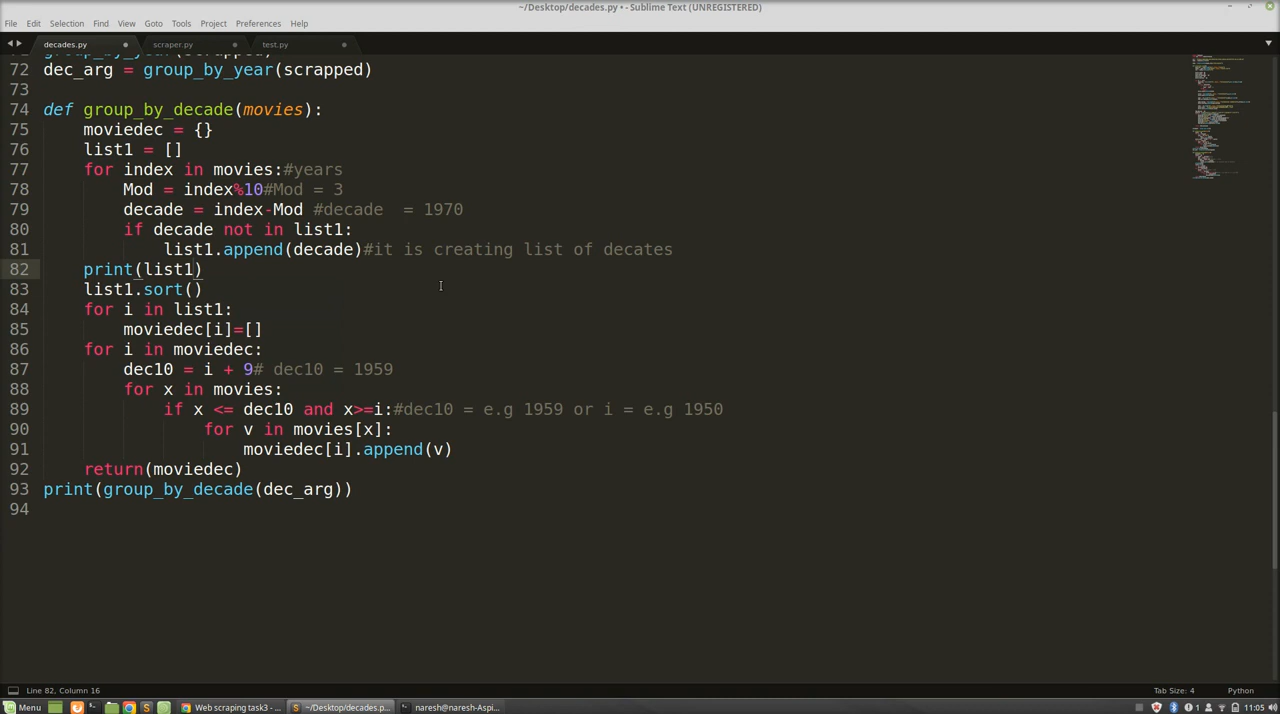 ~/Desktop/decades.py • - Sublime Text (UNREGISTERED)
File Edit Selection Find View Goto Tools Project Preferences Help
decades.py scraper.py test.py
72 dec_arg = group_by_year(scrapped)
73
74 def group_by_decade(movies):
75 moviedec = {}
76 list1 = []
77 for index in movies:#years
78 Mod = index%10#Mod = 3
79 decade = index-Mod #decade  = 1970
80 if decade not in list1:
81 list1.append(decade)#it is creating list of decates
82 print(list1)
83 list1.sort()
84 for i in list1:
85 moviedec[i]=[]
86 for i in moviedec:
87 dec10 = i + 9# dec10 = 1959
88 for x in movies:
89 if x <= dec10 and x>=i:#dec10 = e.g 1959 or i = e.g 1950
90 for v in movies[x]:
91 moviedec[i].append(v)
92 return(moviedec)
93 print(group_by_decade(dec_arg))
94
Line 82, Column 16 Tab Size: 4 Python
Menu Web scraping task3 - ... ~/Desktop/decades.p... naresh@naresh-Aspi... 1 11:05